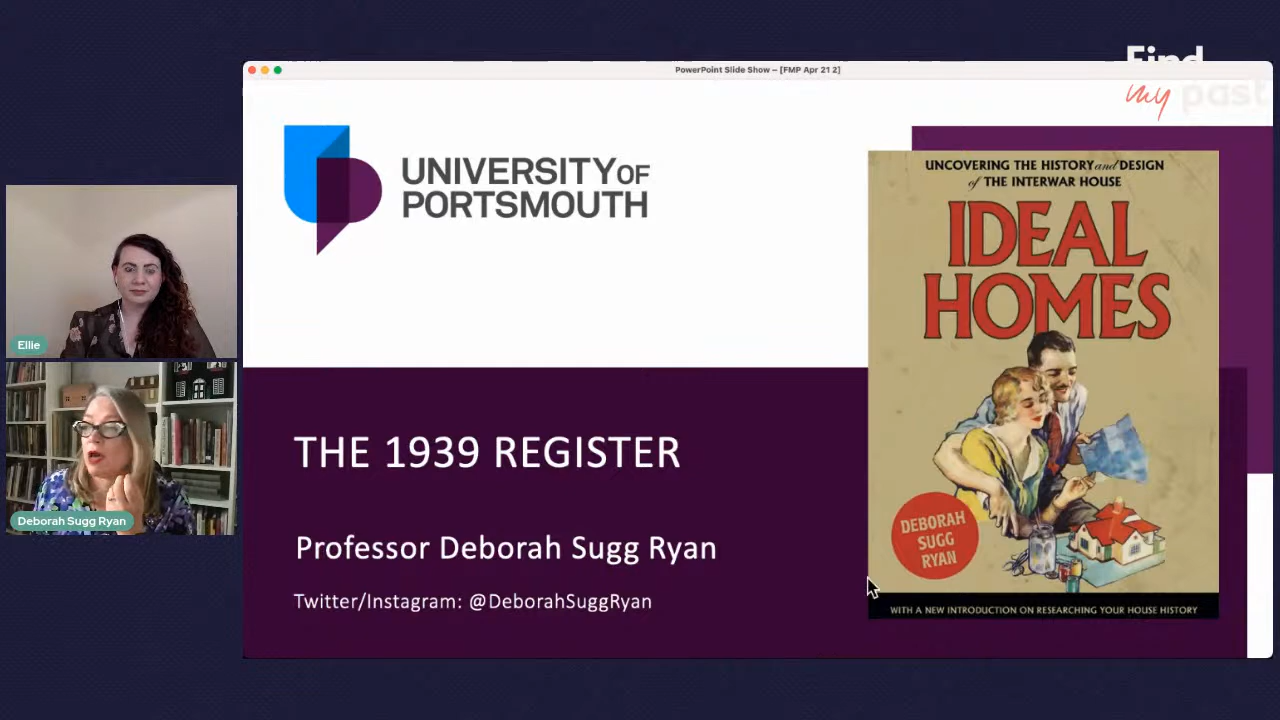 PowerPoint Slide Show – [FMP Apr 21 2]
Find
my past
UNIVERSITY OF
PORTSMOUTH
UNCOVERING THE HISTORY and DESIGN
of THE INTERWAR HOUSE
IDEAL
HOMES
DEBORAH
SUGG
RYAN
WITH A NEW INTRODUCTION ON RESEARCHING YOUR HOUSE HISTORY
THE 1939 REGISTER
Professor Deborah Sugg Ryan
Twitter/Instagram: @DeborahSuggRyan
Ellie
Deborah Sugg Ryan